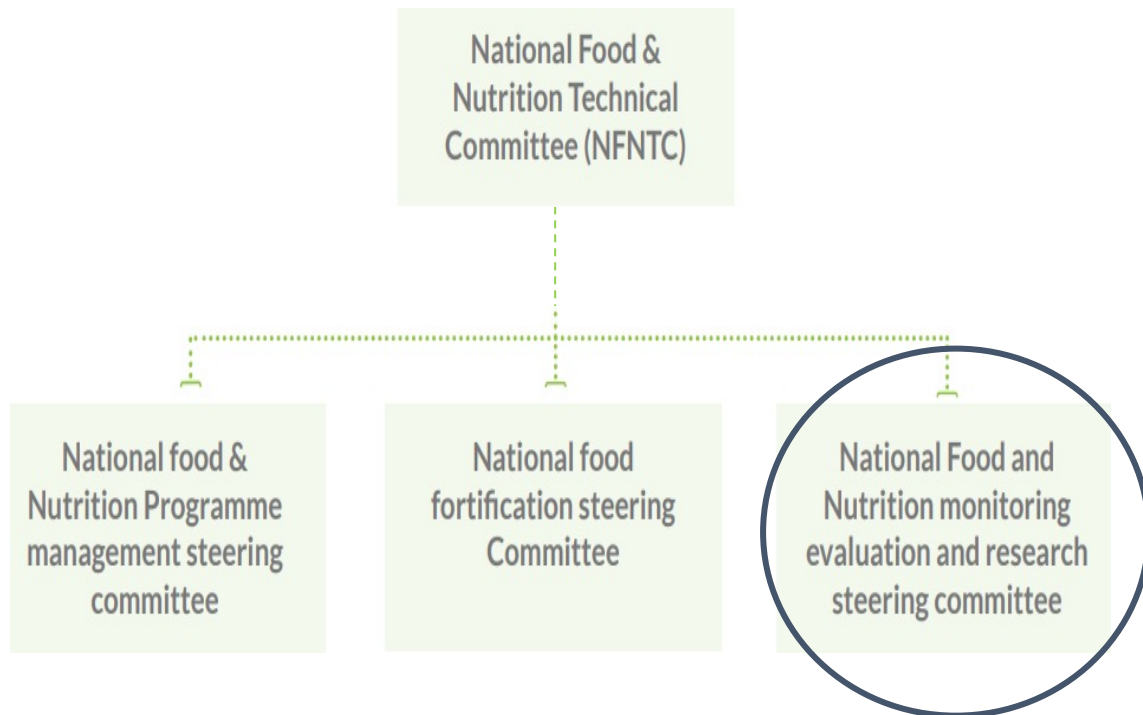 National Food &
Nutrition Technical
Committee (NFNTC)
National food &
Nutrition Programme
management steering
committee
National food
fortification steering
Committee
National Food and
Nutrition monitoring
evaluation and research
steering committee